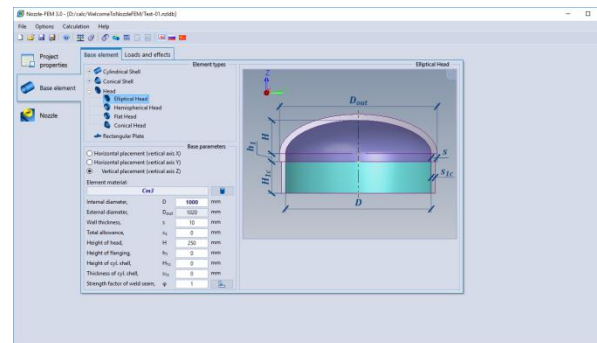 Nozzle-FEM 3.0 - [D:/calc/WelcomeToNozzleFEM/Test-01.nzldb]
File Options Calculation Help
Project properties
Base element
Nozzle
Base element Loads and effects
Element types
Cylindrical Shell
Conical Shell
Head
Elliptical Head
Hemispherical Head
Flat Head
Conical Head
Rectangular Plate
Base parameters
Horizontal placement (vertical axis X)
Horizontal placement (vertical axis Y)
Vertical placement (vertical axis Z)
Element material:
Ст3
Internal diameter, D 1000 mm
External diameter, Dout 1020 mm
Wall thickness, s 10 mm
Total allowance, s₀ 0 mm
Height of head, H 250 mm
Height of flanging, h₁ 0 mm
Height of cyl. shell, H1c 0 mm
Thickness of cyl. shell, s1c 0 mm
Strength factor of weld seam, φ 1
Elliptical Head
Z
Dout
H
h₁
s
H1c
s1c
D